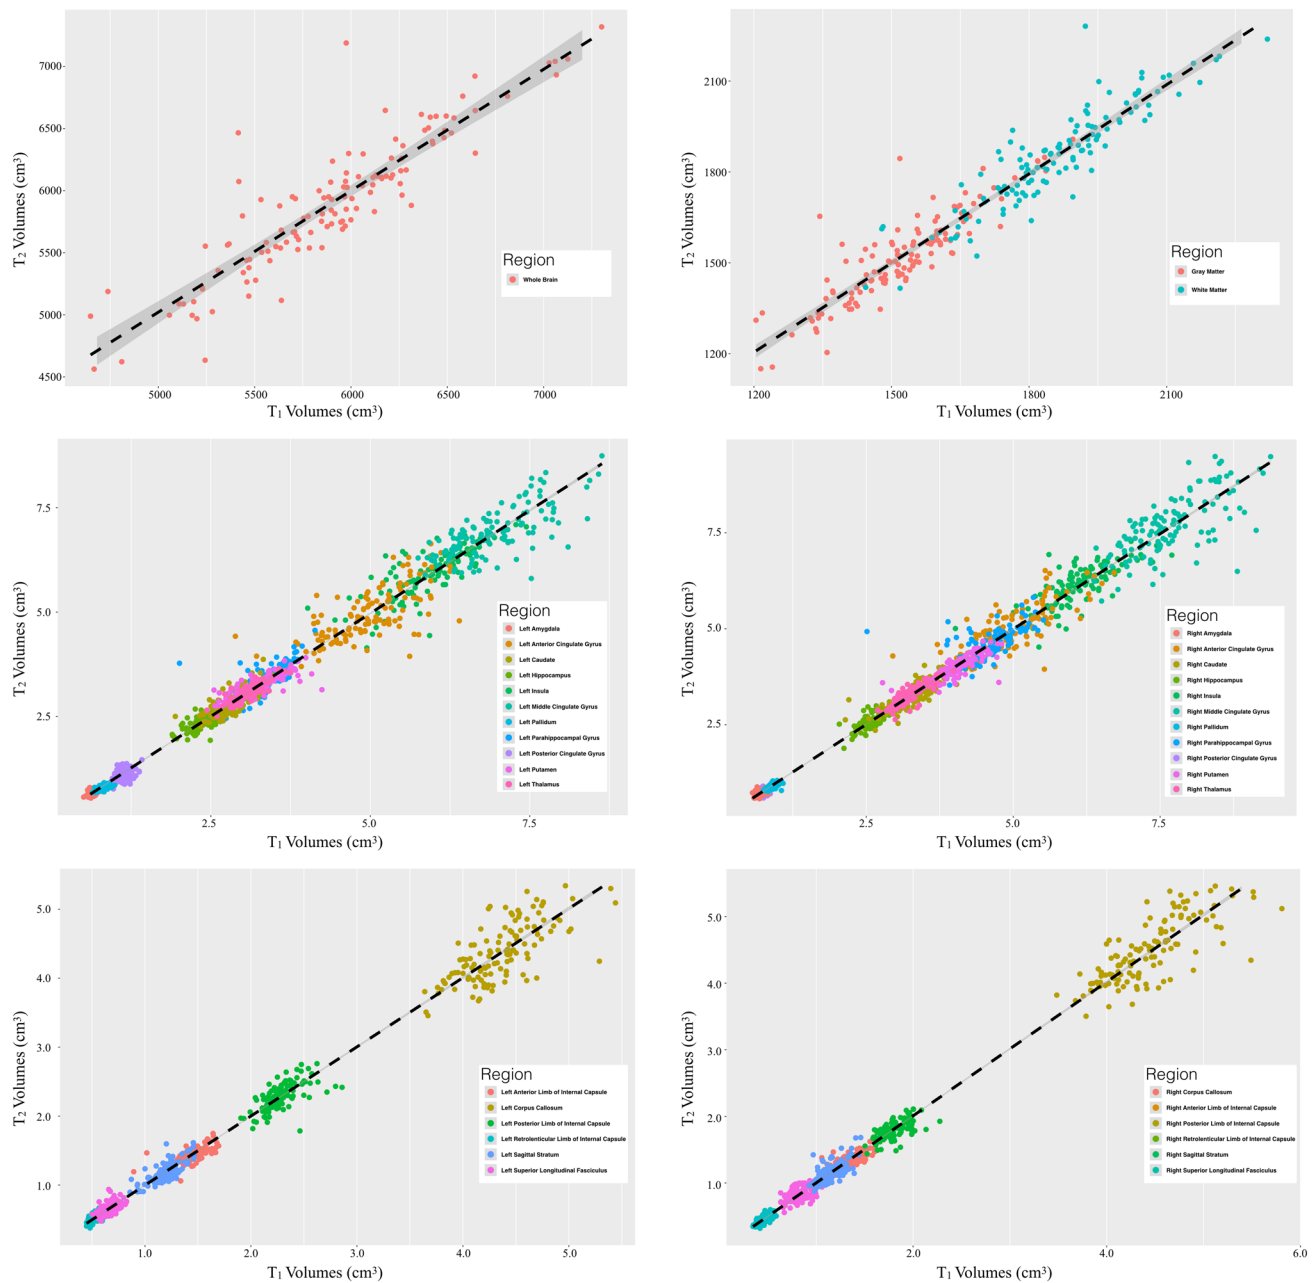 7000
6500
6000
5500
5000
4500
T2 Volumes (cm³)
Region
Whole Brain
5000 5500 6000 6500 7000
T1 Volumes (cm³)
2100
1800
1500
1200
T2 Volumes (cm³)
Region
Gray Matter
White Matter
1200 1500 1800 2100
T1 Volumes (cm³)
7.5
5.0
2.5
T2 Volumes (cm³)
Region
Left Amygdala
Left Anterior Cingulate Gyrus
Left Caudate
Left Hippocampus
Left Insula
Left Middle Cingulate Gyrus
Left Pallidum
Left Parahippocampal Gyrus
Left Posterior Cingulate Gyrus
Left Putamen
Left Thalamus
2.5 5.0 7.5
T1 Volumes (cm³)
7.5
5.0
2.5
T2 Volumes (cm³)
Region
Right Amygdala
Right Anterior Cingulate Gyrus
Right Caudate
Right Hippocampus
Right Insula
Right Middle Cingulate Gyrus
Right Pallidum
Right Parahippocampal Gyrus
Right Posterior Cingulate Gyrus
Right Putamen
Right Thalamus
2.5 5.0 7.5
T1 Volumes (cm³)
5.0
4.0
3.0
2.0
1.0
T2 Volumes (cm³)
Region
Left Anterior Limb of Internal Capsule
Left Corpus Callosum
Left Posterior Limb of Internal Capsule
Left Retrolenticular Limb of Internal Capsule
Left Sagittal Stratum
Left Superior Longitudinal Fasciculus
1.0 2.0 3.0 4.0 5.0
T1 Volumes (cm³)
5.0
4.0
3.0
2.0
1.0
T2 Volumes (cm³)
Region
Right Corpus Callosum
Right Anterior Limb of Internal Capsule
Right Posterior Limb of Internal Capsule
Right Retrolenticular Limb of Internal Capsule
Right Sagittal Stratum
Right Superior Longitudinal Fasciculus
2.0 4.0 6.0
T1 Volumes (cm³)